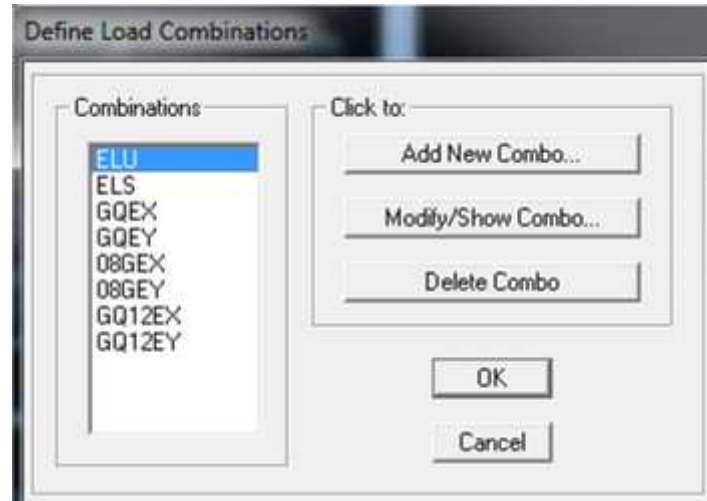 Define Load Combinations
Combinations
ELU
ELS
GQEX
GQEY
08GEX
08GEY
GQ12EX
GQ12EY
Click to:
Add New Combo...
Modify/Show Combo...
Delete Combo
OK
Cancel